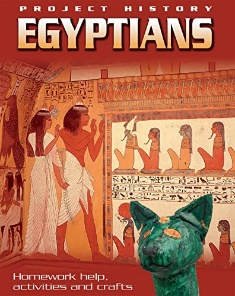 PROJECT HISTORY
EGYPTIANS
Homework help,
activities and crafts